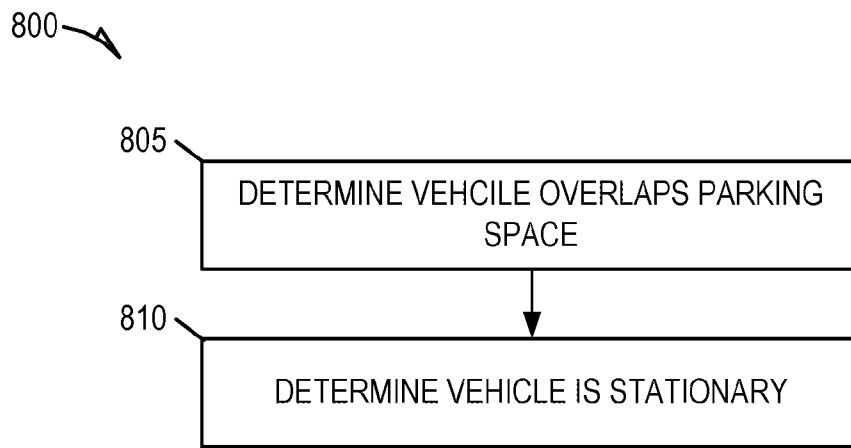 800
805
DETERMINE VEHCILE OVERLAPS PARKING
SPACE
810
DETERMINE VEHICLE IS STATIONARY